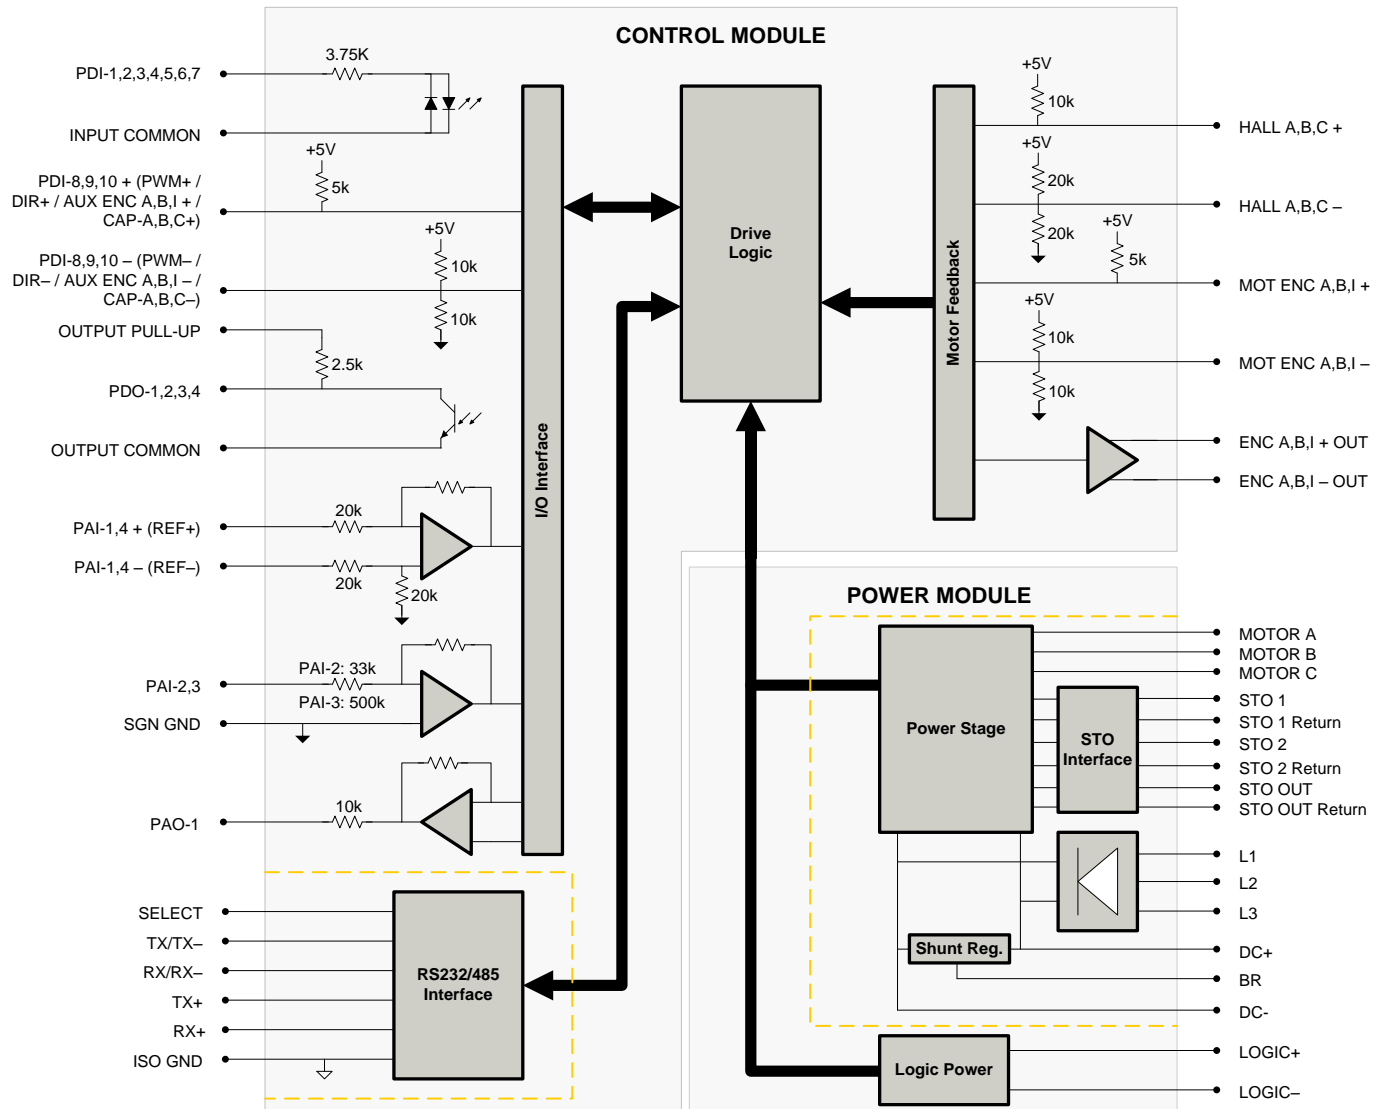 CONTROL MODULE
PDI-1,2,3,4,5,6,7
3.75K
INPUT COMMON
+5V
5k
PDI-8,9,10 + (PWM+ /
DIR+ / AUX ENC A,B,I + /
CAP-A,B,C+)
+5V
10k
10k
PDI-8,9,10 – (PWM– /
DIR– / AUX ENC A,B,I – /
CAP-A,B,C–)
OUTPUT PULL-UP
2.5k
PDO-1,2,3,4
OUTPUT COMMON
PAI-1,4 + (REF+)
20k
PAI-1,4 – (REF–)
20k
20k
PAI-2,3
PAI-2: 33k
PAI-3: 500k
SGN GND
PAO-1
10k
I/O Interface
SELECT
TX/TX–
RX/RX–
TX+
RX+
ISO GND
RS232/485
Interface
Drive
Logic
Motor Feedback
+5V
10k
HALL A,B,C +
+5V
20k
20k
HALL A,B,C –
+5V
5k
MOT ENC A,B,I +
+5V
10k
10k
MOT ENC A,B,I –
ENC A,B,I + OUT
ENC A,B,I – OUT
POWER MODULE
Power Stage
MOTOR A
MOTOR B
MOTOR C
STO
Interface
STO 1
STO 1 Return
STO 2
STO 2 Return
STO OUT
STO OUT Return
L1
L2
L3
Shunt Reg.
DC+
BR
DC-
Logic Power
LOGIC+
LOGIC–